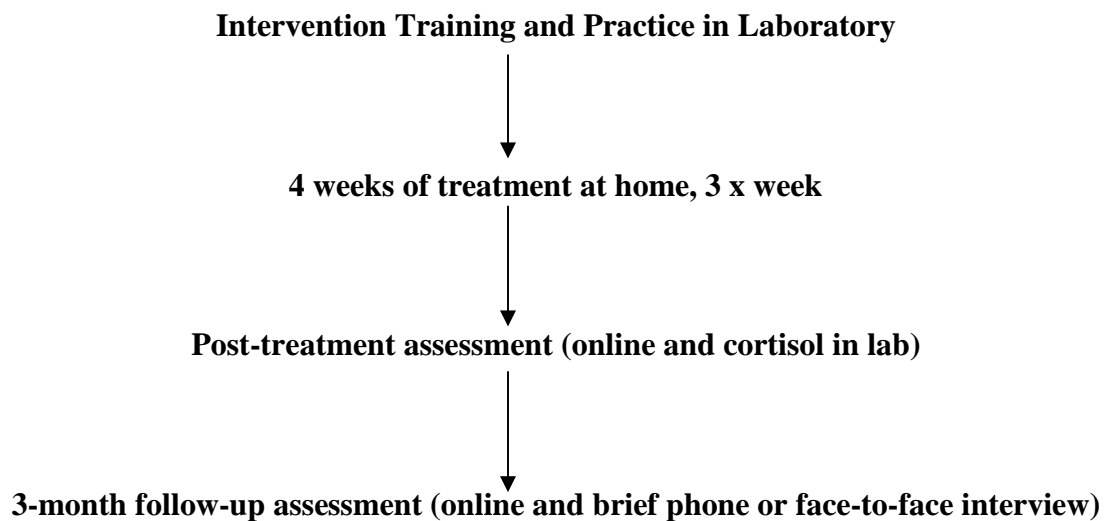 Intervention Training and Practice in Laboratory
4 weeks of treatment at home, 3 x week
Post-treatment assessment (online and cortisol in lab)
3-month follow-up assessment (online and brief phone or face-to-face interview)